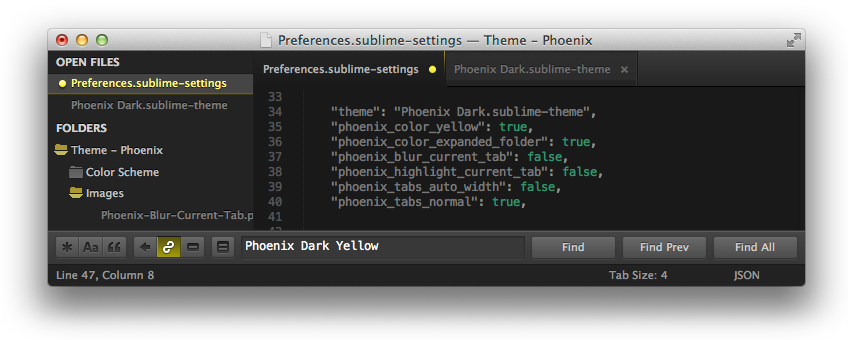 Preferences.sublime-settings — Theme – Phoenix
OPEN FILES
Preferences.sublime-settings
Phoenix Dark.sublime-theme
FOLDERS
Theme – Phoenix
Color Scheme
Images
Phoenix-Blur-Current-Tab.p
Preferences.sublime-settings
Phoenix Dark.sublime-theme ×
33
34 "theme": "Phoenix Dark.sublime-theme",
35 "phoenix_color_yellow": true,
36 "phoenix_color_expanded_folder": true,
37 "phoenix_blur_current_tab": false,
38 "phoenix_highlight_current_tab": false,
39 "phoenix_tabs_auto_width": false,
40 "phoenix_tabs_normal": true,
41
* Aa “
Phoenix Dark Yellow
Find
Find Prev
Find All
Line 47, Column 8
Tab Size: 4
JSON